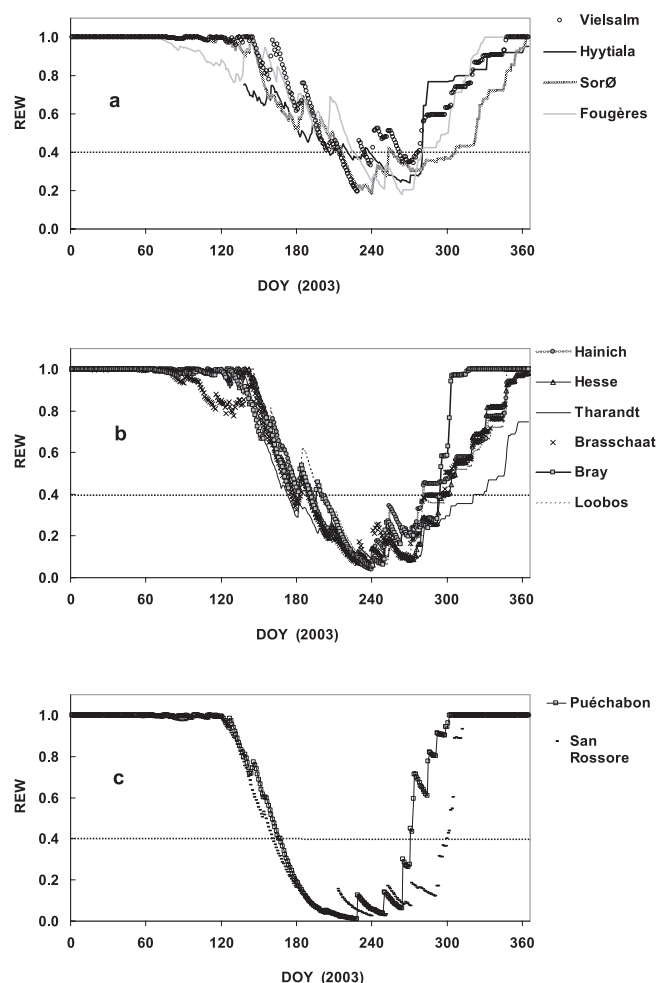 1.0
0.8
0.6
0.4
0.2
0.0
REW
a
0 60 120 180 240 300 360
DOY (2003)
Vielsalm
Hyytiala
SorØ
Fougères
1.0
0.8
0.6
0.4
0.2
0.0
REW
b
0 60 120 180 240 300 360
DOY (2003)
Hainich
Hesse
Tharandt
Brasschaat
Bray
Loobos
1.0
0.8
0.6
0.4
0.2
0.0
REW
c
0 60 120 180 240 300 360
DOY (2003)
Puéchabon
San
Rossore